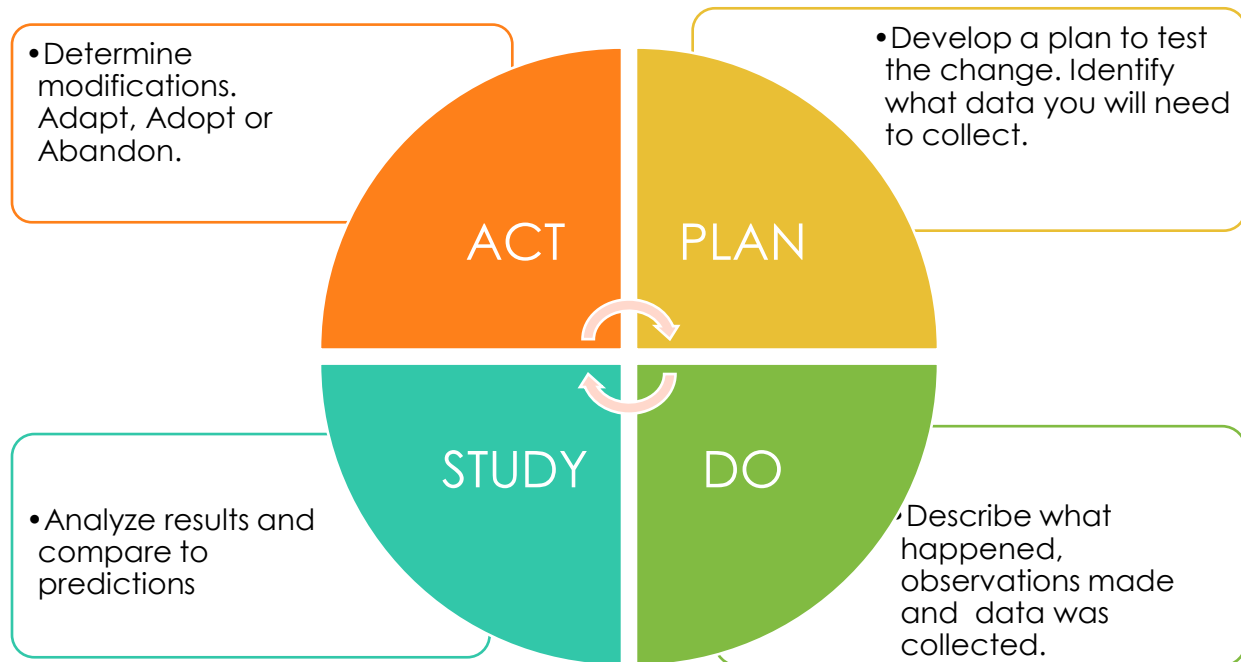 •Determine
modifications.
Adapt, Adopt or
Abandon.
•Develop a plan to test
the change. Identify
what data you will need
to collect.
ACT
PLAN
STUDY
DO
•Analyze results and
compare to
predictions
•Describe what
happened,
observations made
and  data was
collected.